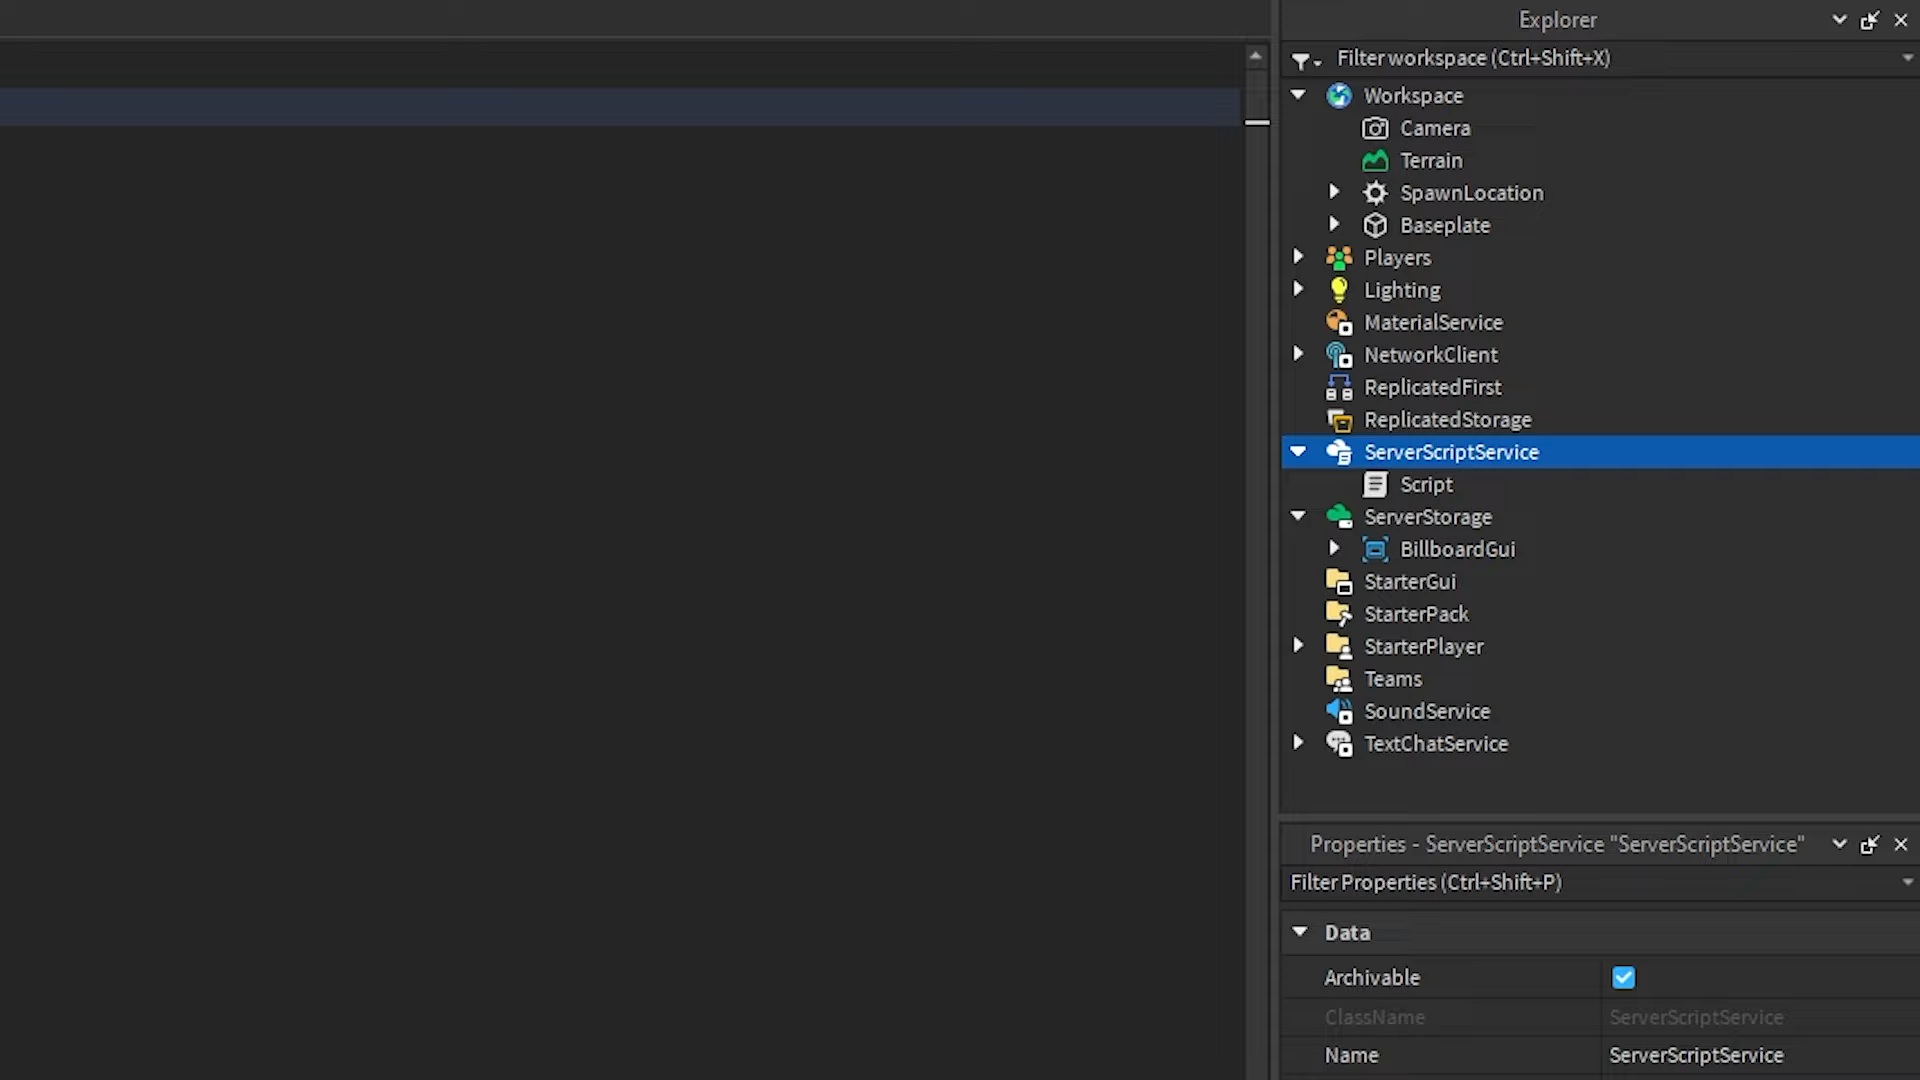 Explorer
Filter workspace (Ctrl+Shift+X)
Workspace
Camera
Terrain
SpawnLocation
Baseplate
Players
Lighting
MaterialService
NetworkClient
ReplicatedFirst
ReplicatedStorage
ServerScriptService
Script
ServerStorage
BillboardGui
StarterGui
StarterPack
StarterPlayer
Teams
SoundService
TextChatService
Properties - ServerScriptService "ServerScriptService"
Filter Properties (Ctrl+Shift+P)
Data
Archivable
ClassName ServerScriptService
Name ServerScriptService